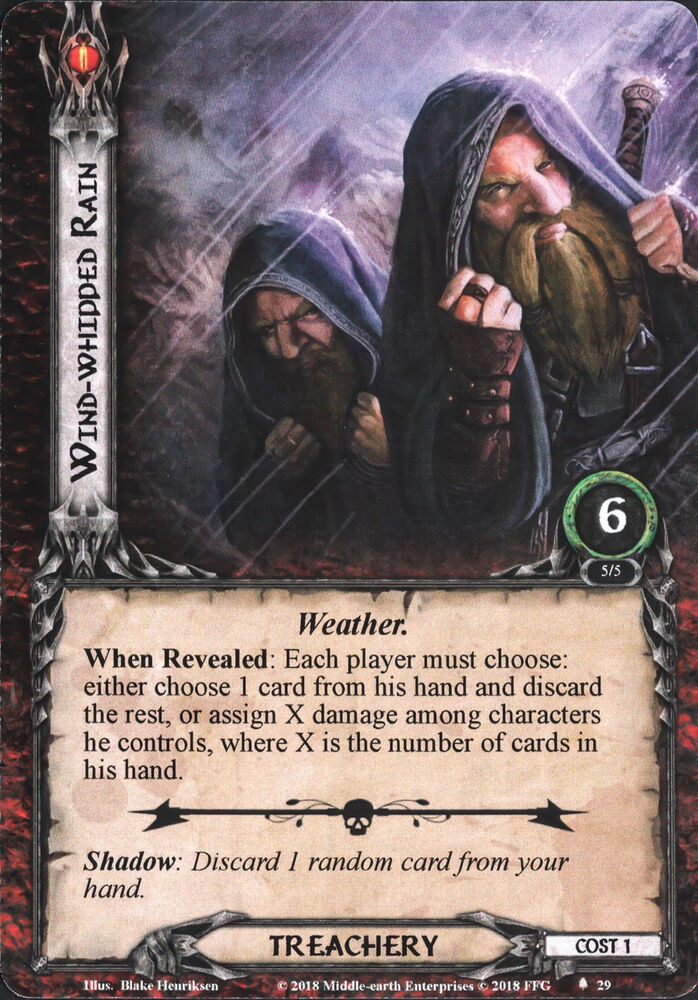 Wind-whipped Rain
6
5/5
Weather.
When Revealed: Each player must choose:
either choose 1 card from his hand and discard
the rest, or assign X damage among characters
he controls, where X is the number of cards in
his hand.
Shadow: Discard 1 random card from your
hand.
TREACHERY
COST 1
Illus. Blake Henriksen
© 2018 Middle-earth Enterprises © 2018 FFG
29